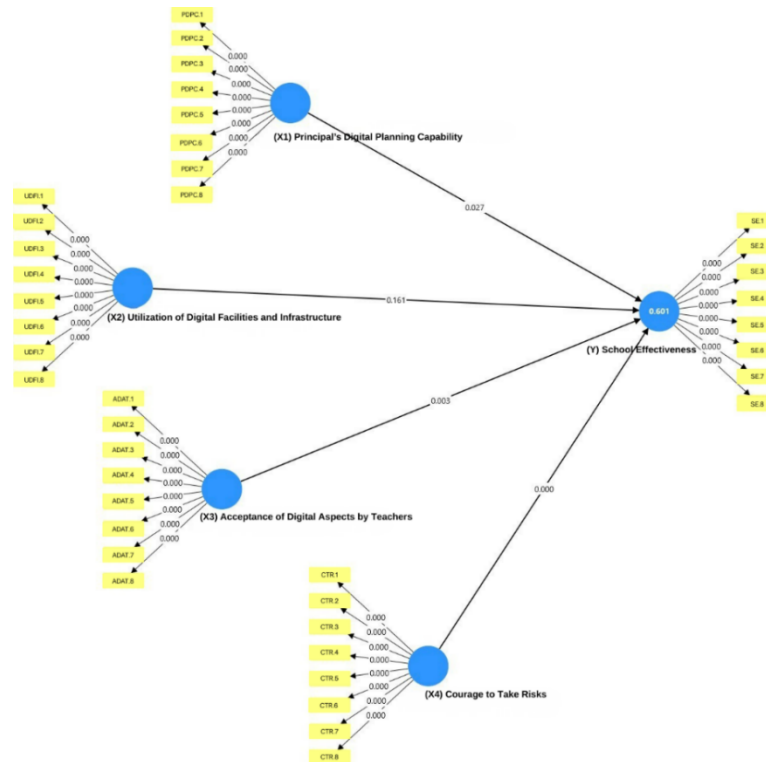 PDPC.1
PDPC.2
PDPC.3
PDPC.4
PDPC.5
PDPC.6
PDPC.7
PDPC.8
0.000
0.000
0.000
0.000
0.000
0.000
0.000
0.000
(X1) Principal's Digital Planning Capability
0.027
UDFI.1
UDFI.2
UDFI.3
UDFI.4
UDFI.5
UDFI.6
UDFI.7
UDFI.8
0.000
0.000
0.000
0.000
0.000
0.000
0.000
0.000
(X2) Utilization of Digital Facilities and Infrastructure
0.161
SE.1
SE.2
SE.3
SE.4
SE.5
SE.6
SE.7
SE.8
0.000
0.000
0.000
0.000
0.000
0.000
0.000
0.000
0.601
(Y) School Effectiveness
ADAT.1
ADAT.2
ADAT.3
ADAT.4
ADAT.5
ADAT.6
ADAT.7
ADAT.8
0.000
0.000
0.000
0.000
0.000
0.000
0.000
0.000
(X3) Acceptance of Digital Aspects by Teachers
0.003
CTR.1
CTR.2
CTR.3
CTR.4
CTR.5
CTR.6
CTR.7
CTR.8
0.000
0.000
0.000
0.000
0.000
0.000
0.000
0.000
(X4) Courage to Take Risks
0.000